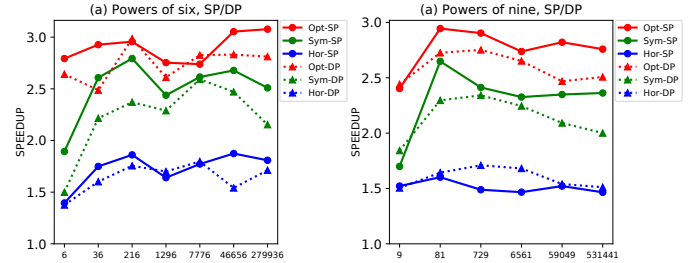 (a) Powers of six, SP/DP
SPEEDUP
3.0
2.5
2.0
1.5
1.0
6 36 216 1296 7776 46656 279936
Opt-SP
Sym-SP
Hor-SP
Opt-DP
Sym-DP
Hor-DP
(a) Powers of nine, SP/DP
SPEEDUP
3.0
2.5
2.0
1.5
1.0
9 81 729 6561 59049 531441
Opt-SP
Sym-SP
Hor-SP
Opt-DP
Sym-DP
Hor-DP